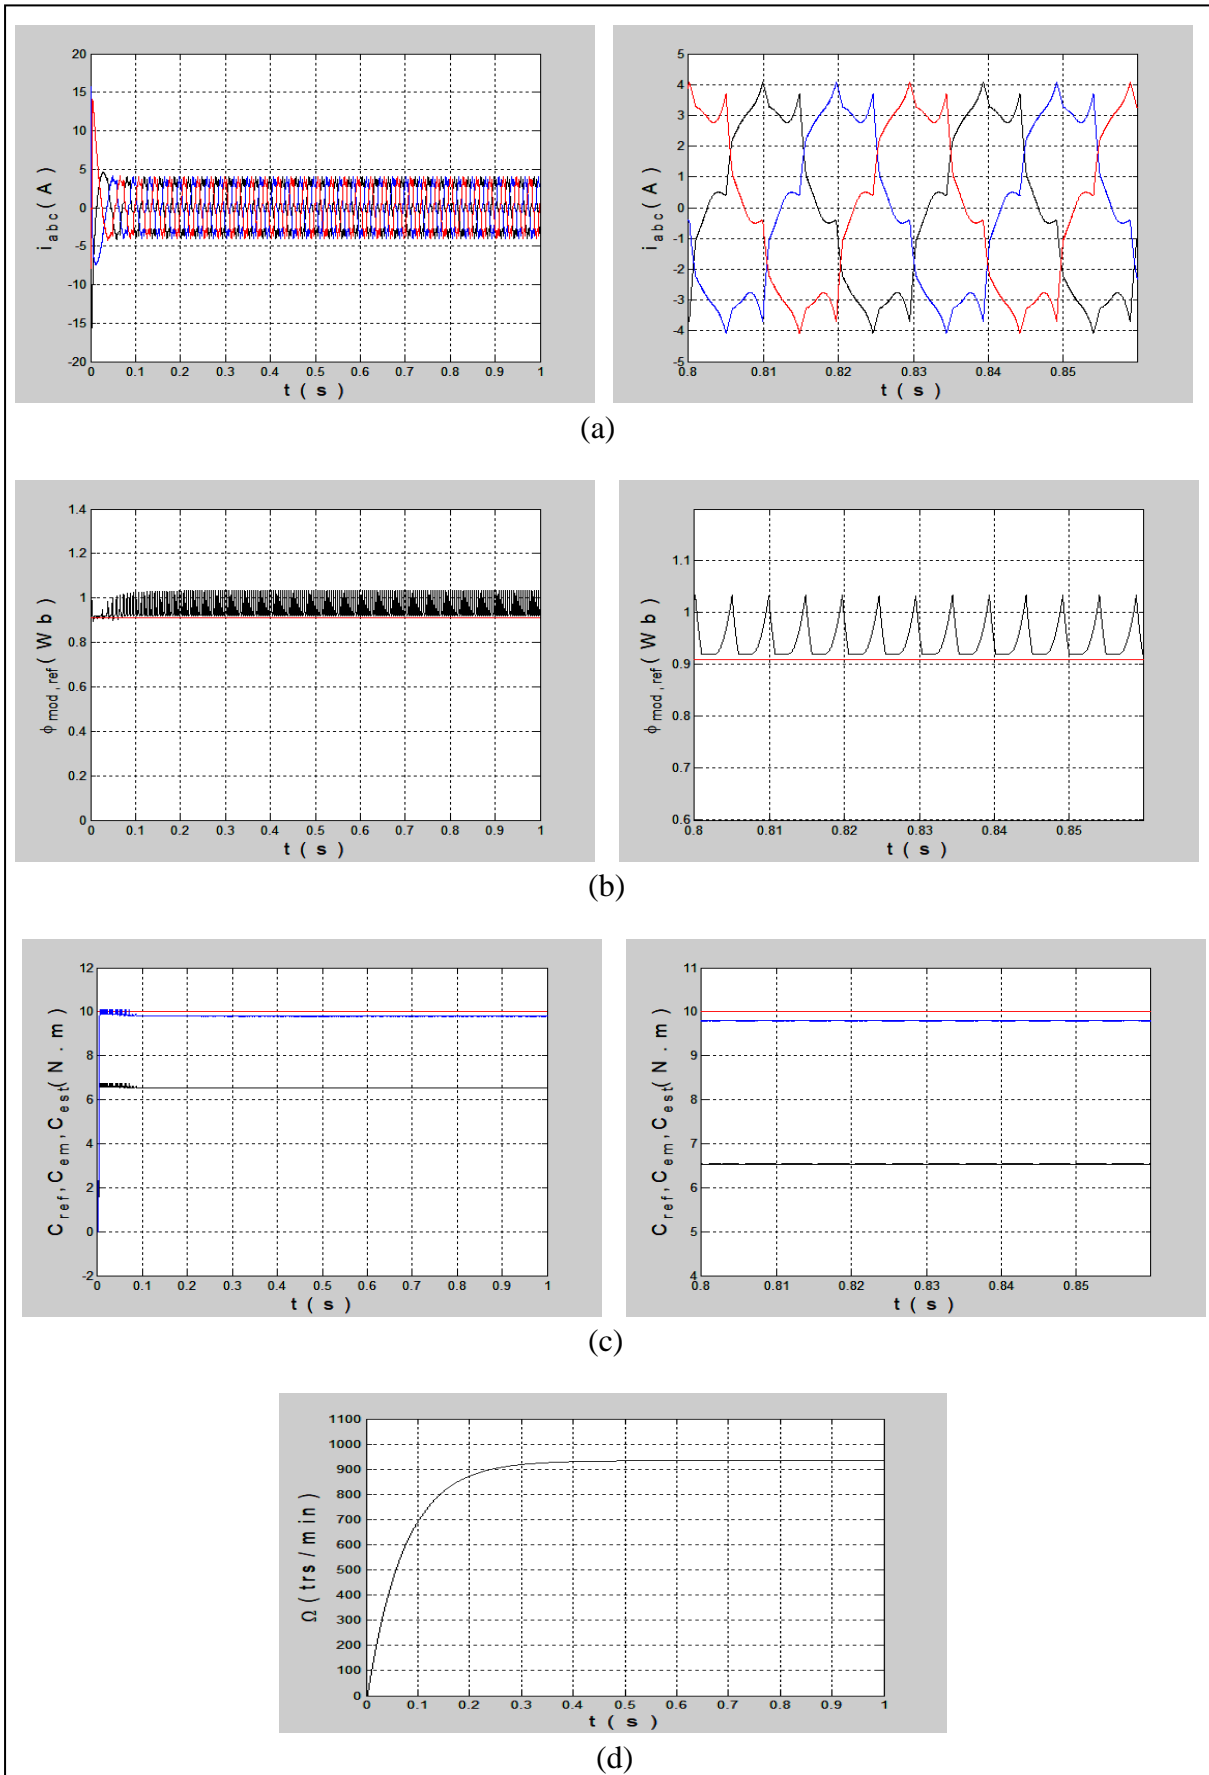 20
15
10
5
0
-5
-10
-15
-20
i abc ( A )
0 0.1 0.2 0.3 0.4 0.5 0.6 0.7 0.8 0.9 1
t ( s )
5
4
3
2
1
0
-1
-2
-3
-4
-5
i abc ( A )
0.8 0.81 0.82 0.83 0.84 0.85
t ( s )
(a)
1.4
1.2
1
0.8
0.6
0.4
0.2
0
ϕ mod, ref ( W b )
0 0.1 0.2 0.3 0.4 0.5 0.6 0.7 0.8 0.9 1
t ( s )
1.1
1
0.9
0.8
0.7
0.6
ϕ mod, ref ( W b )
0.8 0.81 0.82 0.83 0.84 0.85
t ( s )
(b)
12
10
8
6
4
2
0
-2
C ref , C em , C est ( N . m )
0 0.1 0.2 0.3 0.4 0.5 0.6 0.7 0.8 0.9 1
t ( s )
11
10
9
8
7
6
5
4
C ref , C em , C est ( N . m )
0.8 0.81 0.82 0.83 0.84 0.85
t ( s )
(c)
1100
1000
900
800
700
600
500
400
300
200
100
0
Ω ( trs / min )
0 0.1 0.2 0.3 0.4 0.5 0.6 0.7 0.8 0.9 1
t ( s )
(d)